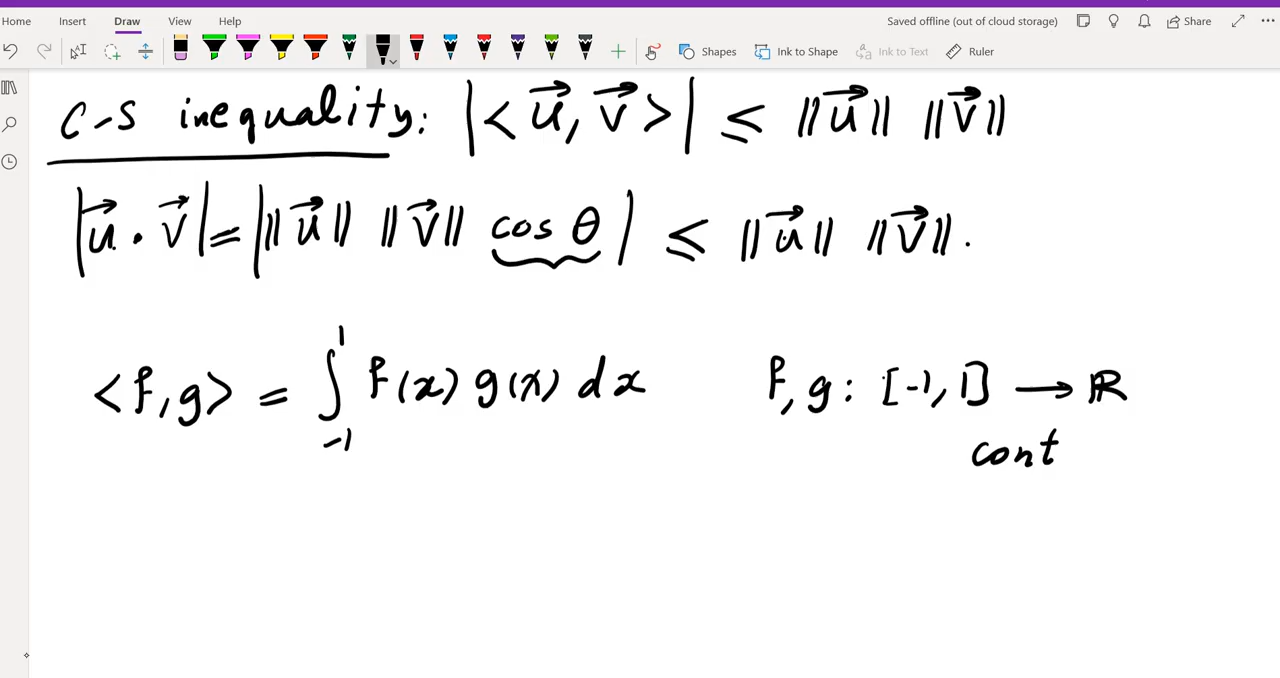 Home Insert Draw View Help Saved offline (out of cloud storage) Share
Shapes Ink to Shape Ink to Text Ruler
C-S inequality: |<u⃗, v⃗>| ≤ ‖u⃗‖ ‖v⃗‖
|u⃗ · v⃗| = |‖u⃗‖ ‖v⃗‖ cos θ| ≤ ‖u⃗‖ ‖v⃗‖.
<f, g> = ∫₋₁¹ f(x) g(x) dx f, g : [-1, 1] → ℝ
cont